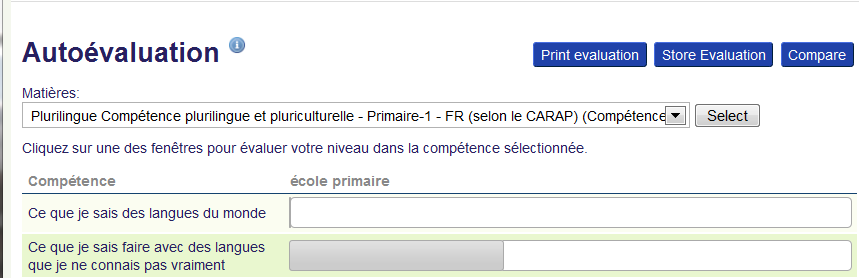 Autoévaluation
Print evaluation Store Evaluation Compare
Matières:
Plurilingue Compétence plurilingue et pluriculturelle - Primaire-1 - FR (selon le CARAP) (Compétence Select
Cliquez sur une des fenêtres pour évaluer votre niveau dans la compétence sélectionnée.
Compétence école primaire
Ce que je sais des langues du monde
Ce que je sais faire avec des langues
que je ne connais pas vraiment